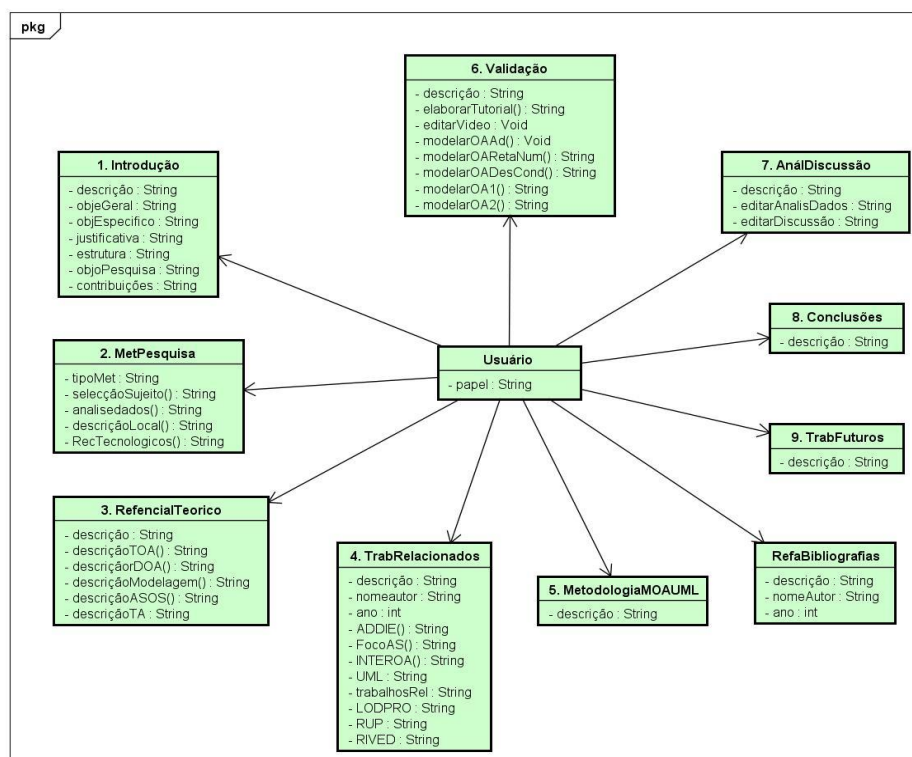 pkg
6. Validação
- descrição : String
- elaborarTutorial() : String
- editarVideo : Void
- modelarOAAd() : Void
- modelarOARetaNum() : String
- modelarOADesCond() : String
- modelarOA1() : String
- modelarOA2() : String
1. Introdução
- descrição : String
- objeGeral : String
- objEspecifico : String
- justificativa : String
- estrutura : String
- objoPesquisa : String
- contribuições : String
7. AnálDiscussão
- descrição : String
- editarAnalisDados : String
- editarDiscussão : String
8. Conclusões
- descrição : String
2. MetPesquisa
- tipoMet : String
- selecçãoSujeito() : String
- analisedados() : String
- descriçãoLocal() : String
- RecTecnologicos() : String
Usuário
- papel : String
9. TrabFuturos
- descrição : String
3. RefencialTeorico
- descrição : String
- descriçãoTOA() : String
- descriçãorDOA() : String
- descriçãoModelagem() : String
- descriçãoASOS() : String
- descriçãoTA : String
4. TrabRelacionados
- descrição : String
- nomeautor : String
- ano : int
- ADDIE() : String
- FocoAS() : String
- INTEROA() : String
- UML : String
- trabalhosRel : String
- LODPRO : String
- RUP : String
- RIVED : String
5. MetodologiaMOAUML
- descrição : String
RefaBibliografias
- descrição : String
- nomeAutor : String
- ano : int